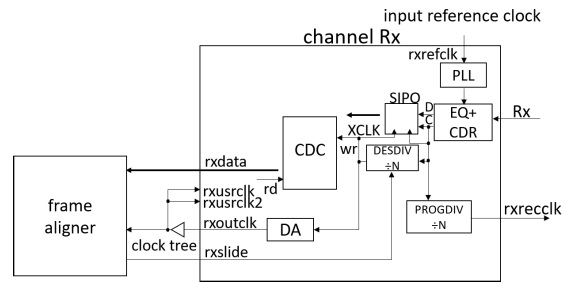 input reference clock
channel Rx
rxrefclk
PLL
SIPO
D
C
EQ+
CDR
Rx
XCLK
wr
CDC
DESDIV
÷N
rxdata
rd
rxusrclk
rxusrclk2
frame
aligner
PROGDIV
÷N
rxrecclk
rxoutclk
DA
clock tree
rxslide